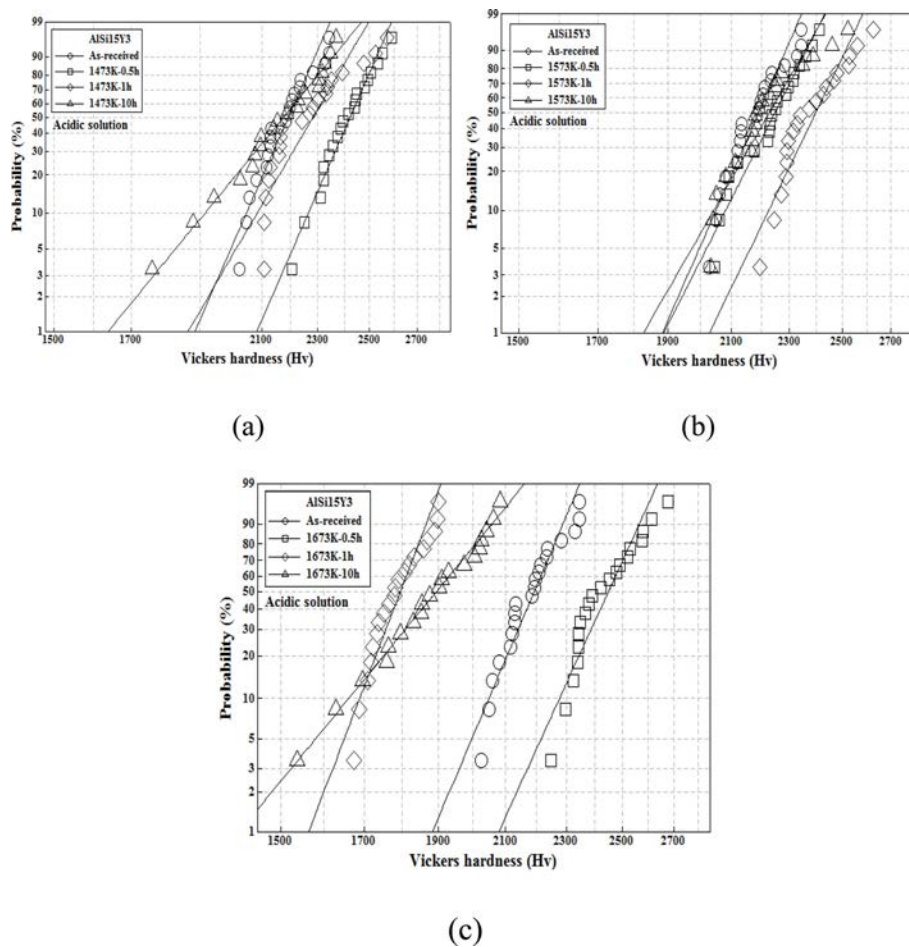 99
90
80
70
60
50
40
30
20
10
5
3
2
1
Probability (%)
AlSi15Y3
As-received
1473K-0.5h
1473K-1h
1473K-10h
Acidic solution
1500 1700 2100 2300 2500 2700
Vickers hardness (Hv)
(a)
99
90
80
70
60
50
40
30
20
10
5
3
2
1
Probability (%)
AlSi15Y3
As-received
1573K-0.5h
1573K-1h
1573K-10h
Acidic solution
1500 1700 1900 2100 2300 2500 2700
Vickers hardness (Hv)
(b)
99
90
80
70
60
50
40
30
20
10
5
3
2
1
Probability (%)
AlSi15Y3
As-received
1673K-0.5h
1673K-1h
1673K-10h
Acidic solution
1500 1700 1900 2100 2300 2500 2700
Vickers hardness (Hv)
(c)